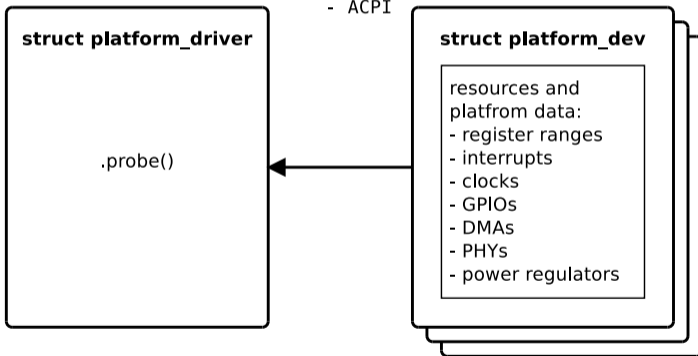 - ACPI
struct platform_driver
.probe()
struct platform_dev
resources and
platfrom data:
- register ranges
- interrupts
- clocks
- GPIOs
- DMAs
- PHYs
- power regulators